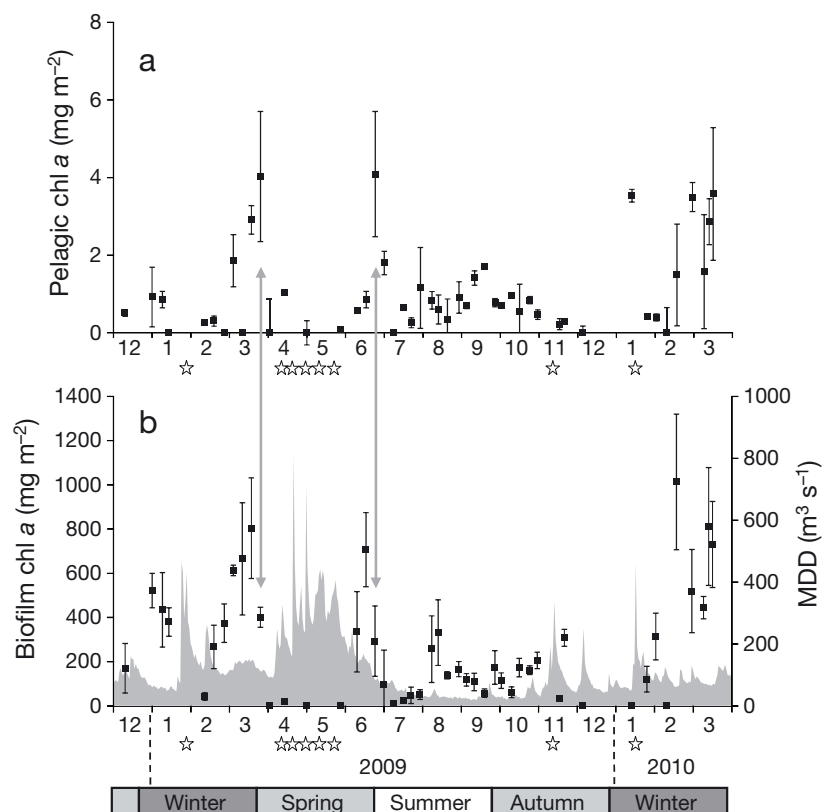 a
Pelagic chl a (mg m−2)
8
6
4
2
0
12 1 2 3 4 5 6 7 8 9 10 11 12 1 2 3
b
Biofilm chl a (mg m−2)
1400
1200
1000
800
600
400
200
0
MDD (m3 s−1)
1000
800
600
400
200
0
12 1 2 3 4 5 6 7 8 9 10 11 12 1 2 3
2009 2010
Winter Spring Summer Autumn Winter